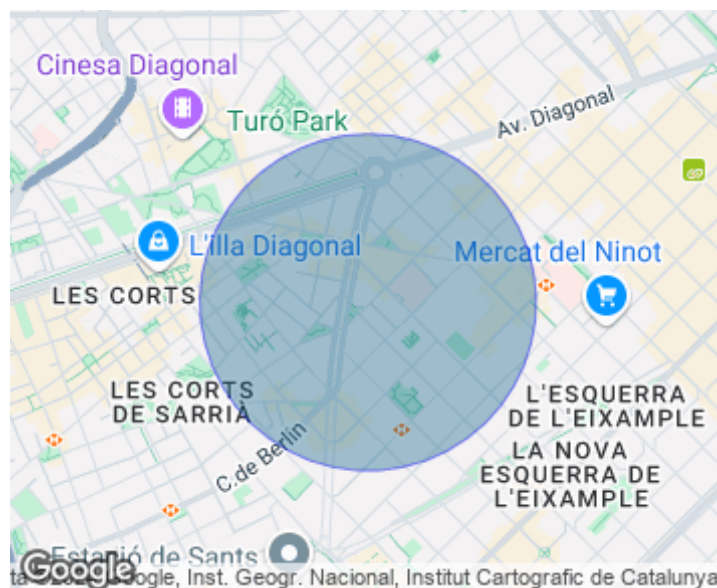 Cinesa Diagonal
Turó Park
Av. Diagonal
L'illa Diagonal
Mercat del Ninot
LES CORTS
LES CORTS
DE SARRIÀ
L'ESQUERRA
DE L'EIXAMPLE
LA NOVA
ESQUERRA DE
L'EIXAMPLE
C.de Berlín
Estació de Sants
Google
Google, Inst. Geogr. Nacional, Institut Cartografic de Catalunya